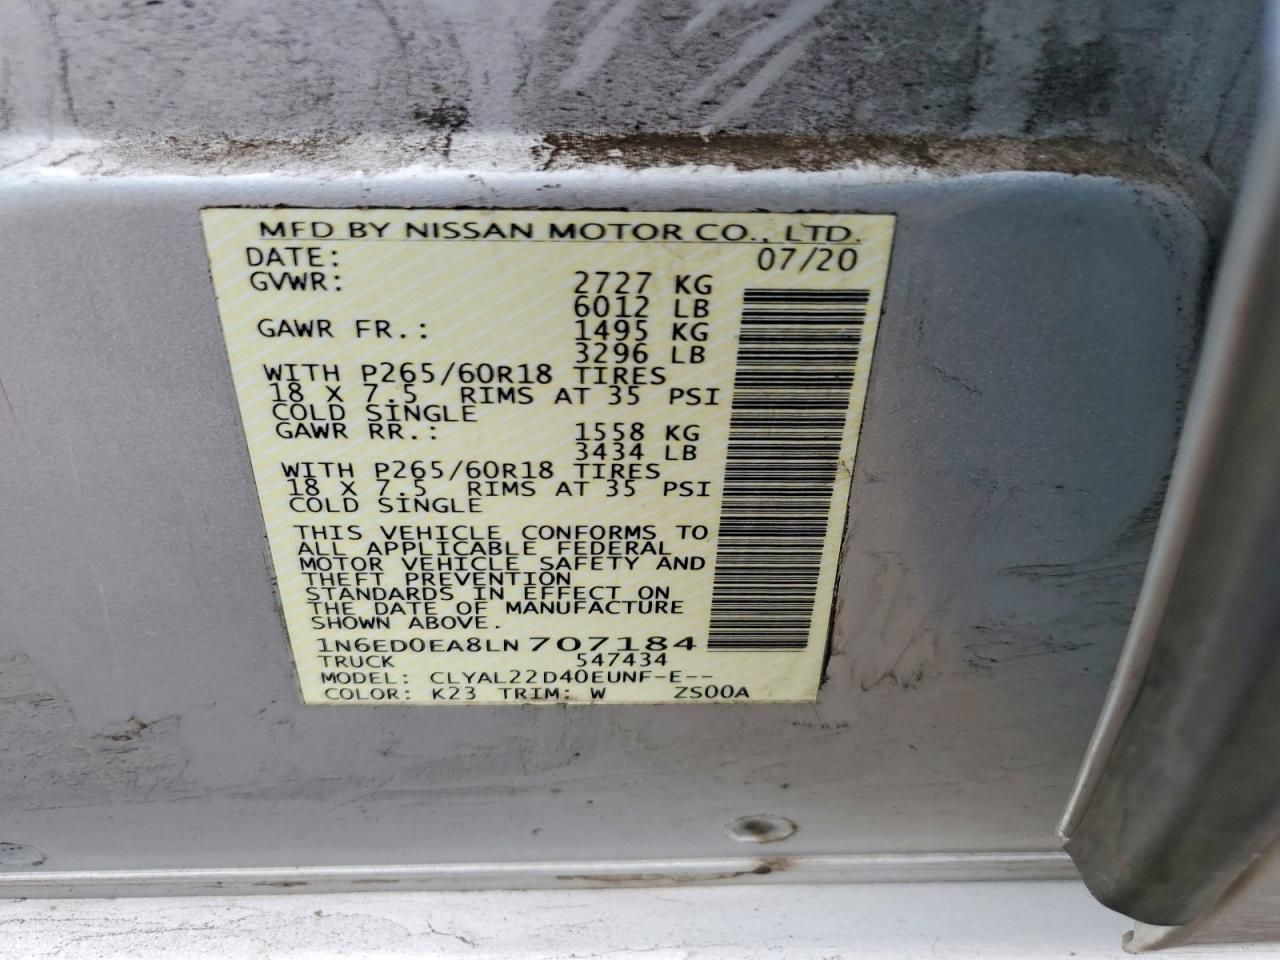 MFD BY NISSAN MOTOR CO., LTD.
DATE: 07/20
GVWR: 2727 KG
6012 LB
GAWR FR.: 1495 KG
3296 LB
WITH P265/60R18 TIRES
18 X 7.5 RIMS AT 35 PSI
COLD SINGLE
GAWR RR.: 1558 KG
3434 LB
WITH P265/60R18 TIRES
18 X 7.5 RIMS AT 35 PSI
COLD SINGLE
THIS VEHICLE CONFORMS TO
ALL APPLICABLE FEDERAL
MOTOR VEHICLE SAFETY AND
THEFT PREVENTION
STANDARDS IN EFFECT ON
THE DATE OF MANUFACTURE
SHOWN ABOVE.
1N6ED0EA8LN 707184
TRUCK 547434
MODEL: CLYAL22D40EUNF-E--
COLOR: K23 TRIM: W ZS00A